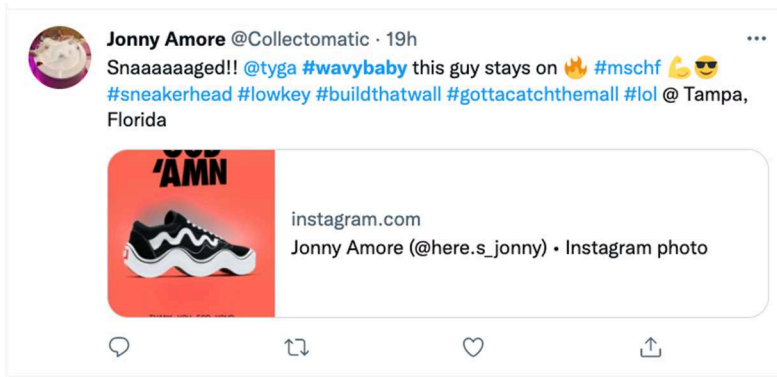 Jonny Amore @Collectomatic · 19h
Snaaaaaaged!! @tyga #wavybaby this guy stays on 🔥 #mschf 💪😎
#sneakerhead #lowkey #buildthatwall #gottacatchthemall #lol @ Tampa,
Florida
'AMN
instagram.com
Jonny Amore (@here.s_jonny) • Instagram photo